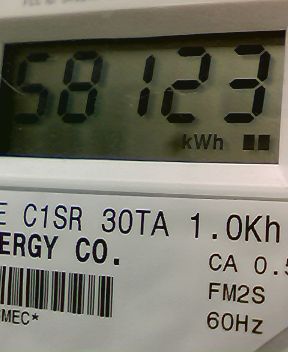 58123
kWh
E C1SR 30TA 1.0Kh
ERGY CO.
CA 0.5
FM2S
MEC*
60Hz